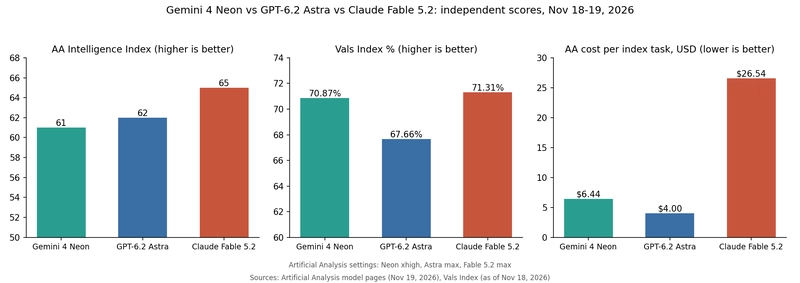 Gemini 4 Neon vs GPT-6.2 Astra vs Claude Fable 5.2: independent scores, Nov 18-19, 2026
AA Intelligence Index (higher is better)
68
66
64
62
60
58
56
54
52
50
61
62
65
Gemini 4 Neon
GPT-6.2 Astra
Claude Fable 5.2
Vals Index % (higher is better)
74
72
70
68
66
64
62
60
70.87%
67.66%
71.31%
Gemini 4 Neon
GPT-6.2 Astra
Claude Fable 5.2
AA cost per index task, USD (lower is better)
30
25
20
15
10
5
0
$6.44
$4.00
$26.54
Gemini 4 Neon
GPT-6.2 Astra
Claude Fable 5.2
Artificial Analysis settings: Neon xhigh, Astra max, Fable 5.2 max
Sources: Artificial Analysis model pages (Nov 19, 2026), Vals Index (as of Nov 18, 2026)